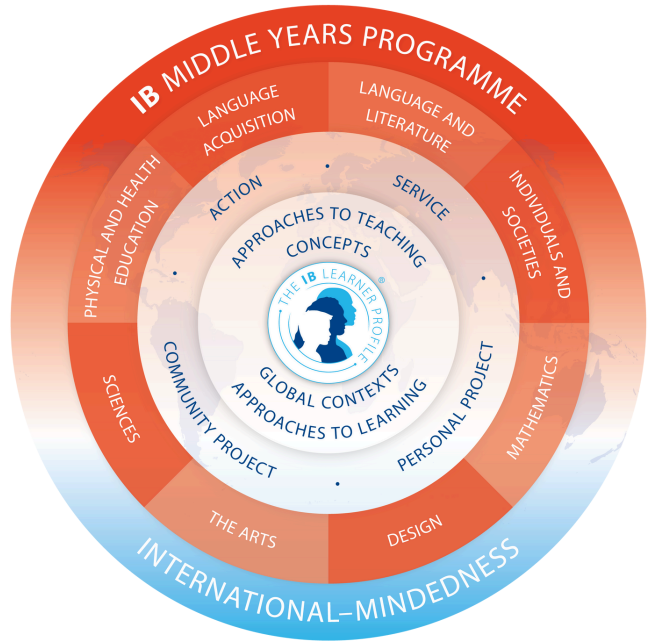 IB MIDDLE YEARS PROGRAMME
LANGUAGE
ACQUISITION
LANGUAGE AND
LITERATURE
PHYSICAL AND HEALTH
EDUCATION
INDIVIDUALS AND
SOCIETIES
SCIENCES
MATHEMATICS
THE ARTS
DESIGN
ACTION
SERVICE
COMMUNITY PROJECT
PERSONAL PROJECT
APPROACHES TO TEACHING
CONCEPTS
THE IB LEARNER PROFILE ®
GLOBAL CONTEXTS
APPROACHES TO LEARNING
INTERNATIONAL–MINDEDNESS